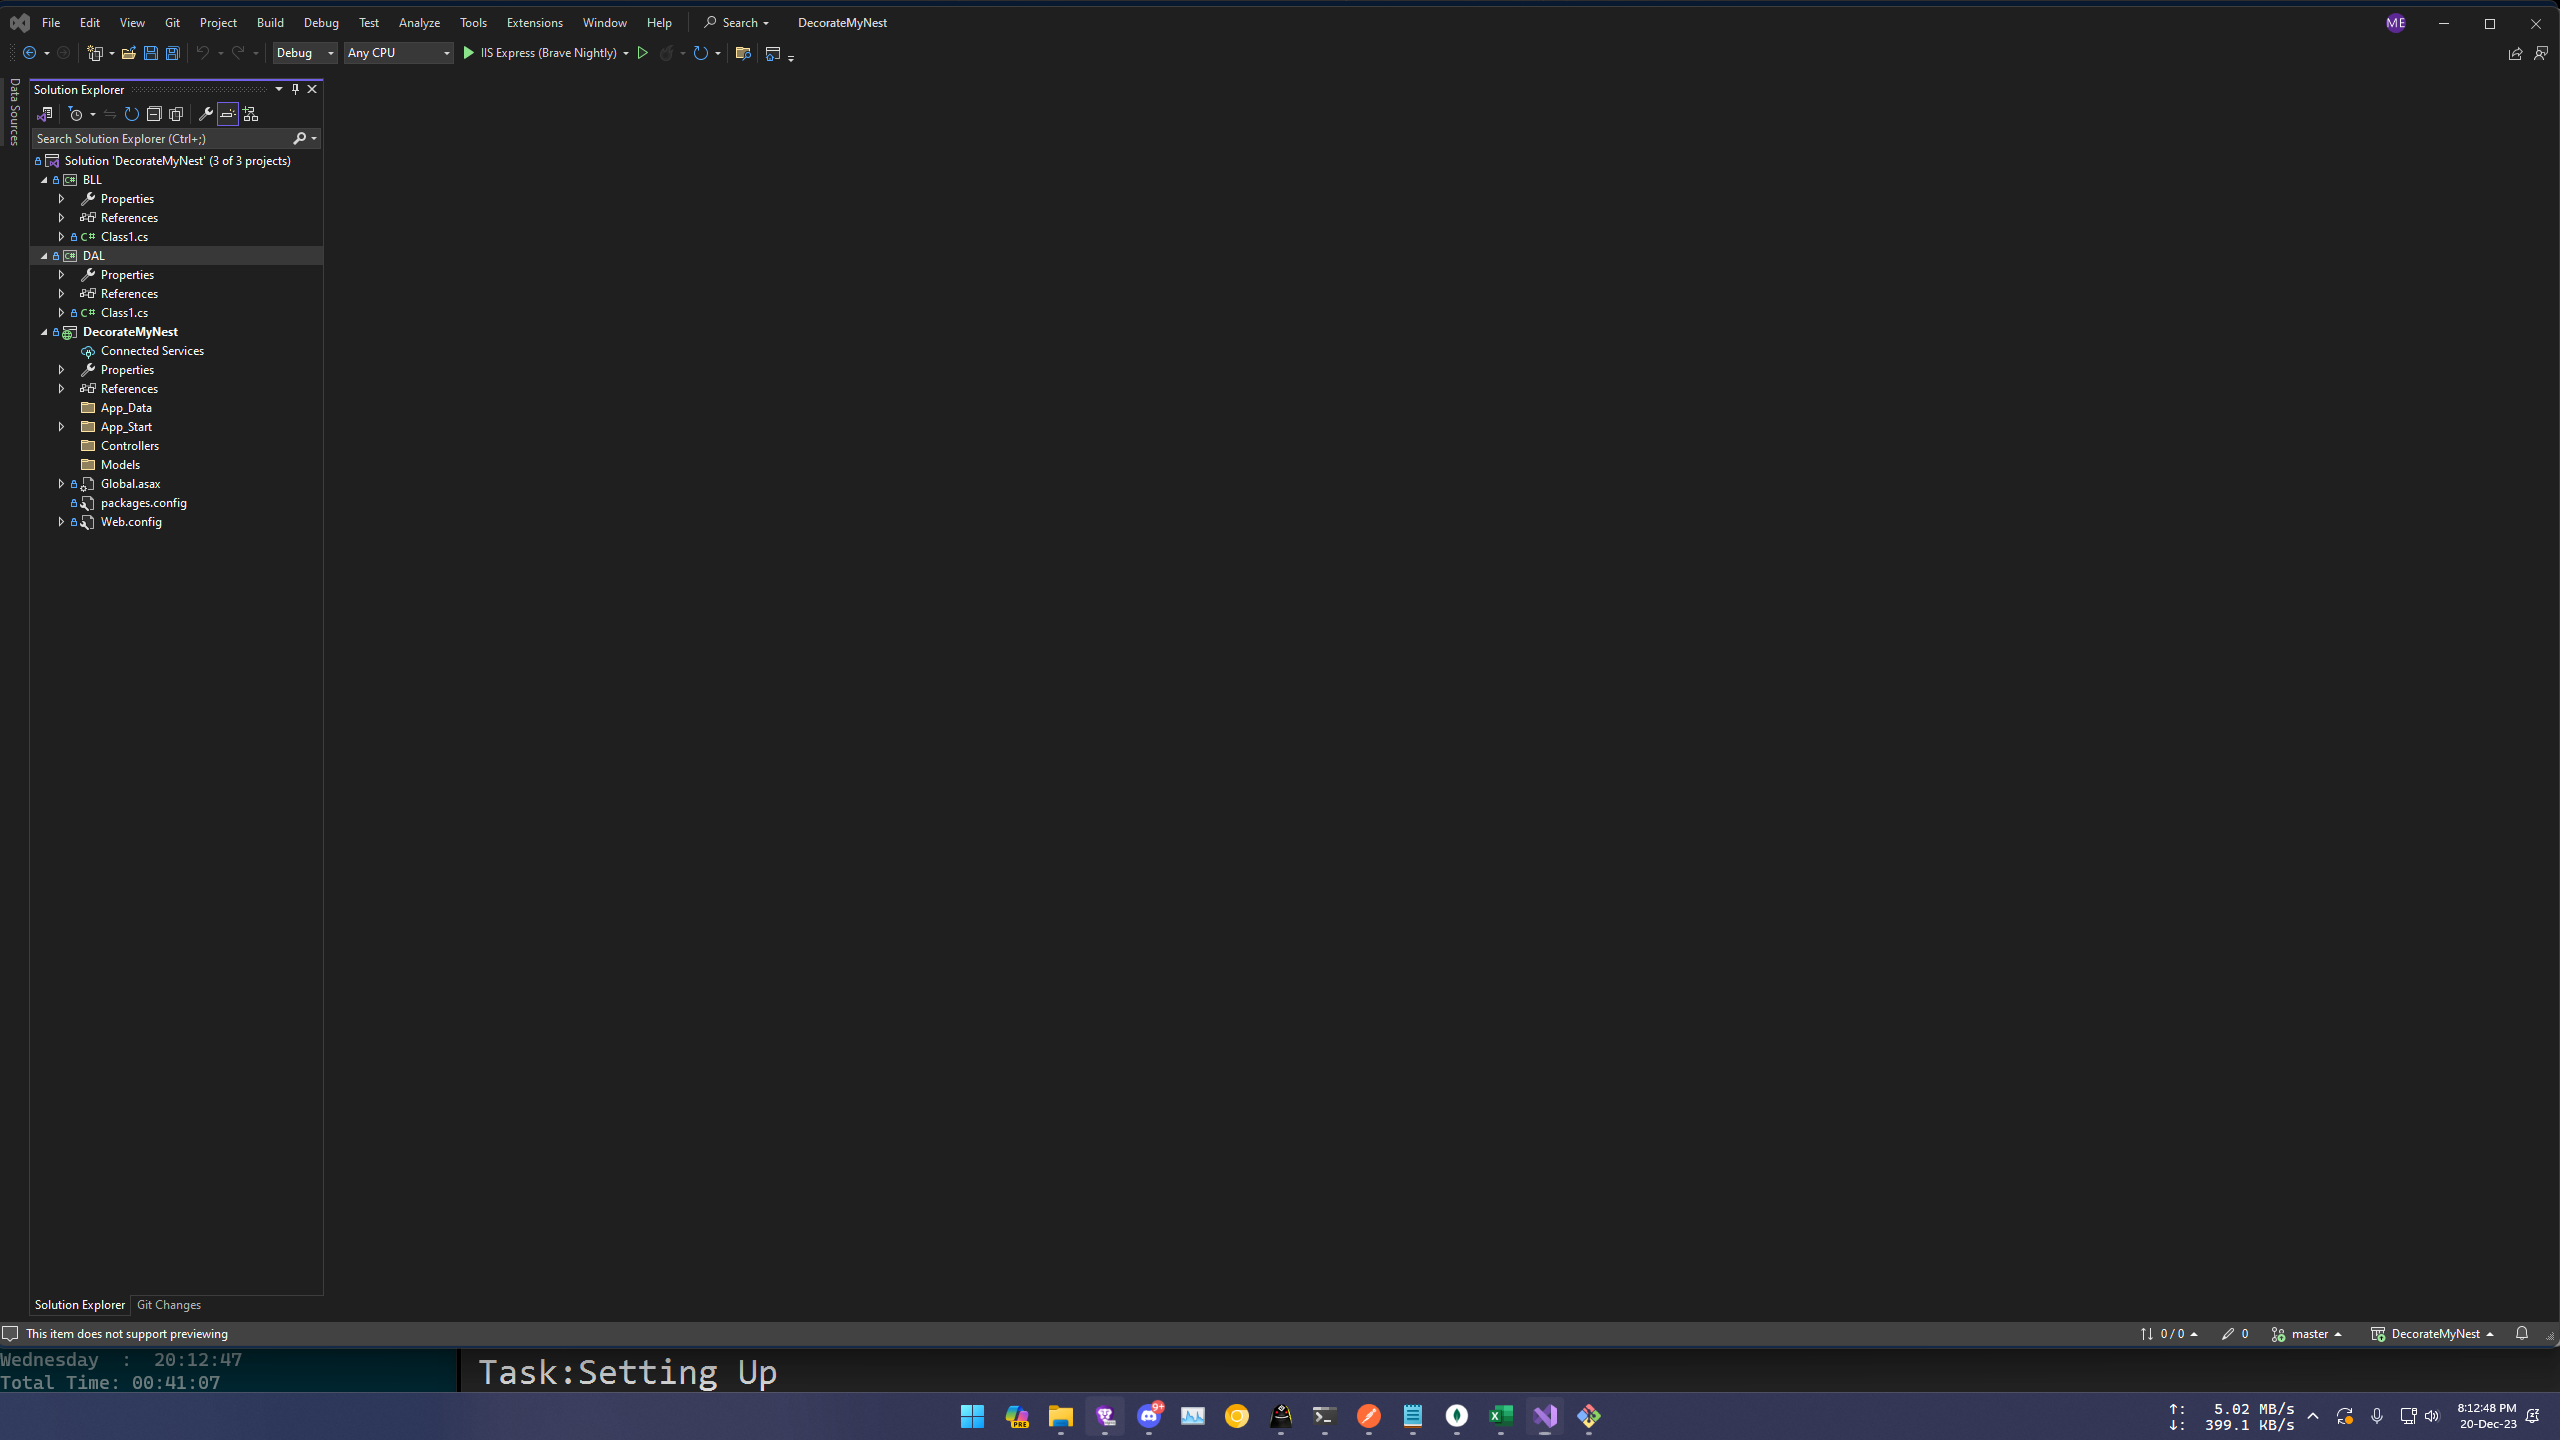 File Edit View Git Project Build Debug Test Analyze Tools Extensions Window Help Search DecorateMyNest ME
Debug Any CPU IIS Express (Brave Nightly)
Data Sources
Solution Explorer
Search Solution Explorer (Ctrl+;)
Solution 'DecorateMyNest' (3 of 3 projects)
C# BLL
Properties
References
C# Class1.cs
C# DAL
Properties
References
C# Class1.cs
DecorateMyNest
Connected Services
Properties
References
App_Data
App_Start
Controllers
Models
Global.asax
packages.config
Web.config
Solution Explorer Git Changes
This item does not support previewing 0 / 0 0 master DecorateMyNest
Wednesday : 20:12:47
Total Time: 00:41:07
Task:Setting Up
PRE 9+
↑: 5.02 MB/s
↓: 399.1 KB/s
8:12:48 PM
20-Dec-23